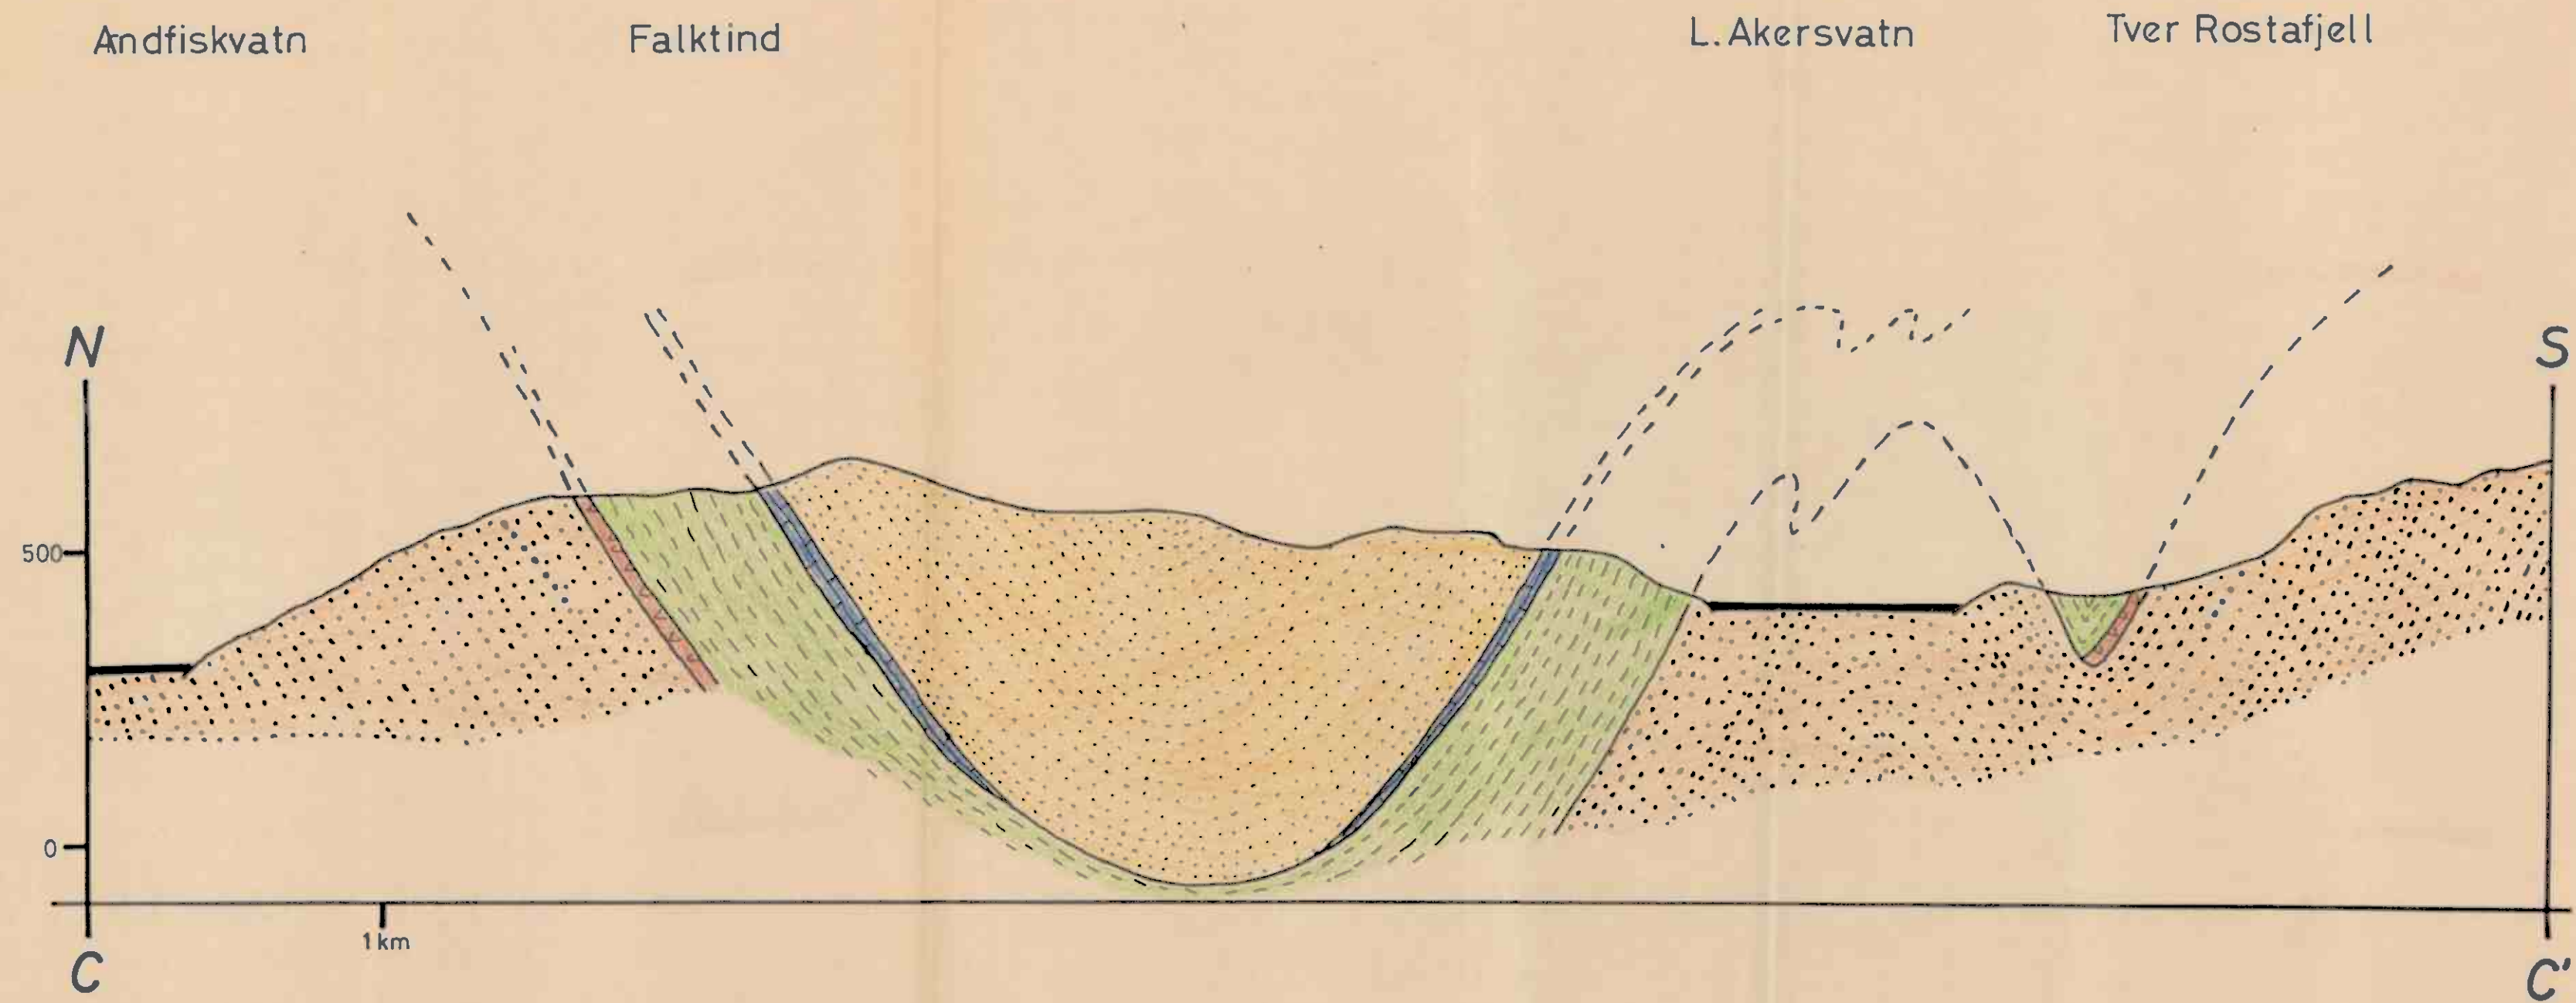 Andfiskvatn Falktind L. Akersvatn Tver Rostafjell
N S
500
0
1 km
C C'